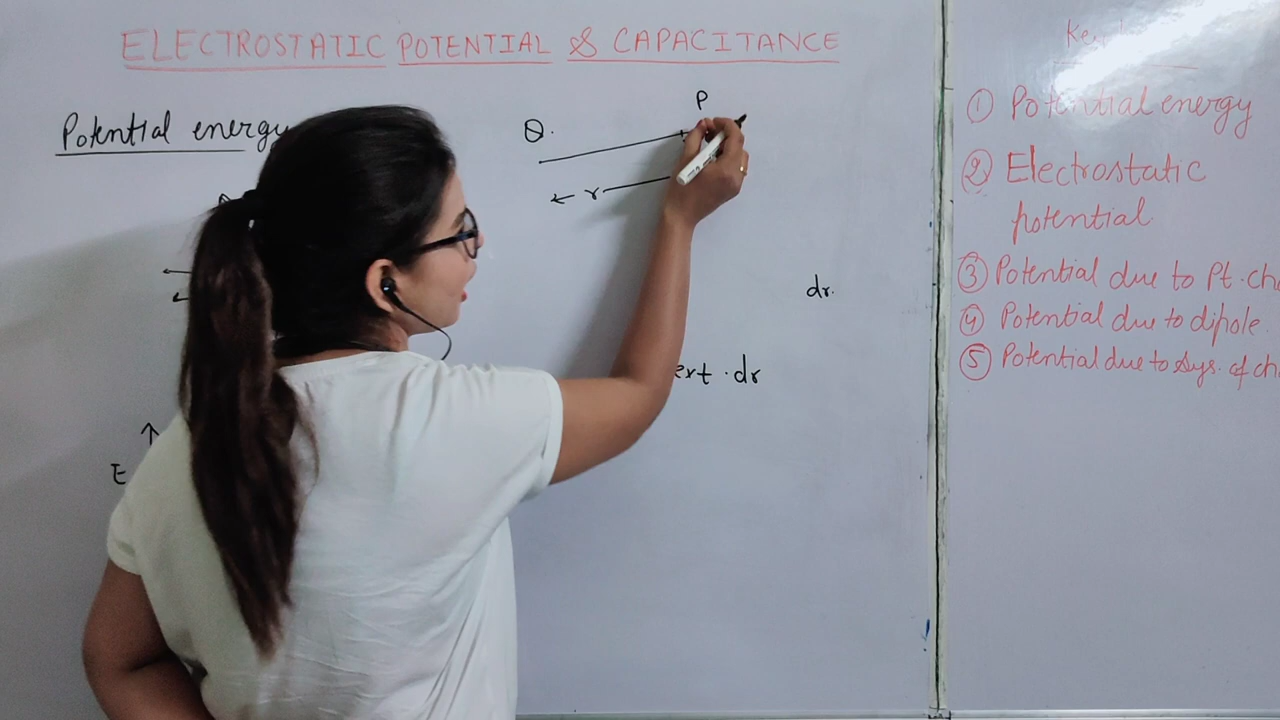 ELECTROSTATIC POTENTIAL & CAPACITANCE
Potential energy
Q.
P
r
dr.
ext . dr
E
① Potential energy
② Electrostatic
potential
③ Potential due to Pt. ch
④ Potential due to dipole.
⑤ Potential due to sys. of ch